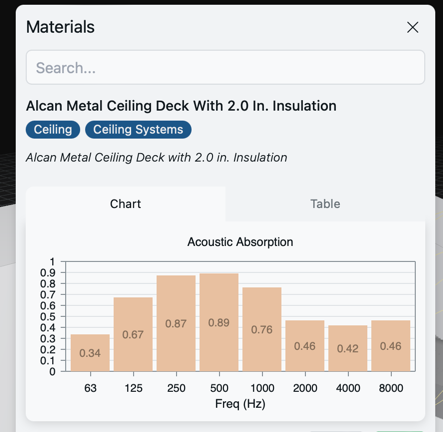 Materials
Search...
Alcan Metal Ceiling Deck With 2.0 In. Insulation
Ceiling Ceiling Systems
Alcan Metal Ceiling Deck with 2.0 in. Insulation
Chart Table
Acoustic Absorption
1
0.9
0.8
0.7
0.6
0.5
0.4
0.3
0.2
0.1
0
0.34 0.67 0.87 0.89 0.76 0.46 0.42 0.46
63 125 250 500 1000 2000 4000 8000
Freq (Hz)